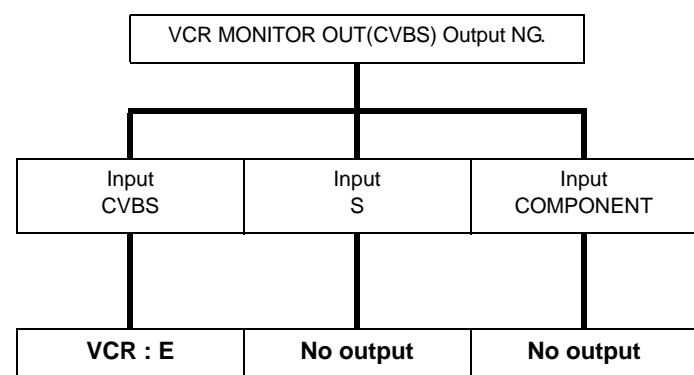 VCR MONITOR OUT(CVBS) Output NG.
Input
CVBS
Input
S
Input
COMPONENT
VCR : E
No output
No output